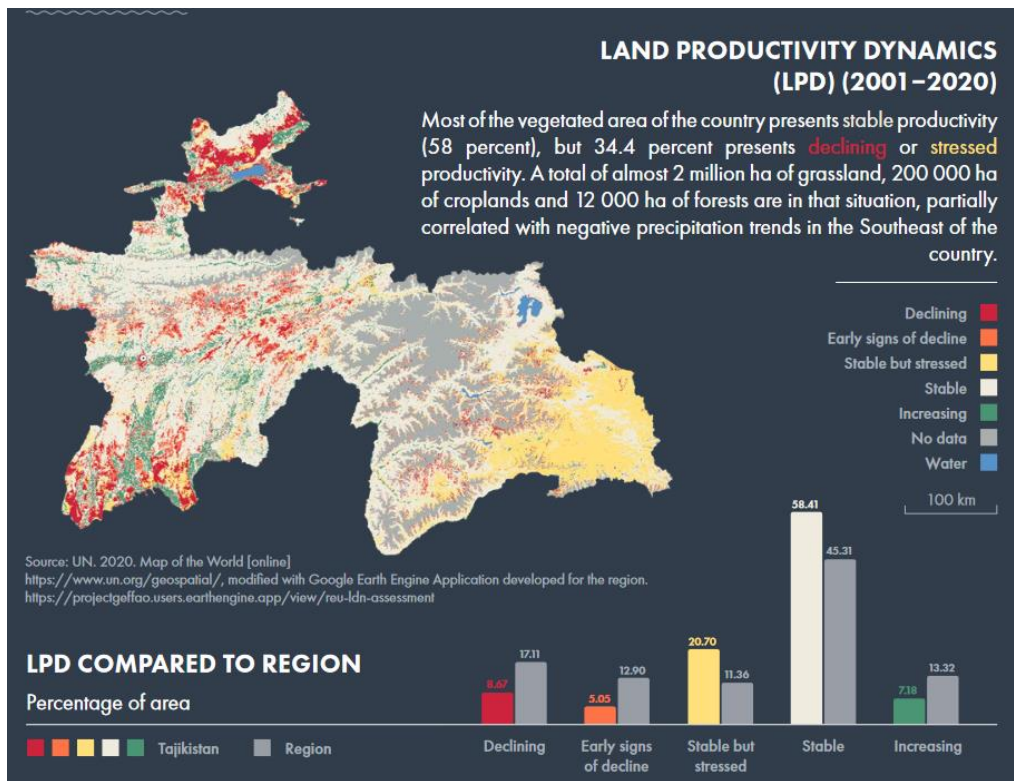 LAND PRODUCTIVITY DYNAMICS
(LPD) (2001–2020)
Most of the vegetated area of the country presents stable productivity
(58 percent), but 34.4 percent presents declining or stressed
productivity. A total of almost 2 million ha of grassland, 200 000 ha
of croplands and 12 000 ha of forests are in that situation, partially
correlated with negative precipitation trends in the Southeast of the
country.
Declining
Early signs of decline
Stable but stressed
Stable
Increasing
No data
Water
100 km
Source: UN. 2020. Map of the World [online]
https://www.un.org/geospatial/, modified with Google Earth Engine Application developed for the region.
https://projectgeffao.users.earthengine.app/view/reu-ldn-assessment
LPD COMPARED TO REGION
Percentage of area
Tajikistan
Region
8.67
17.11
5.05
12.90
20.70
11.36
58.41
45.31
7.18
13.32
Declining
Early signs
of decline
Stable but
stressed
Stable
Increasing